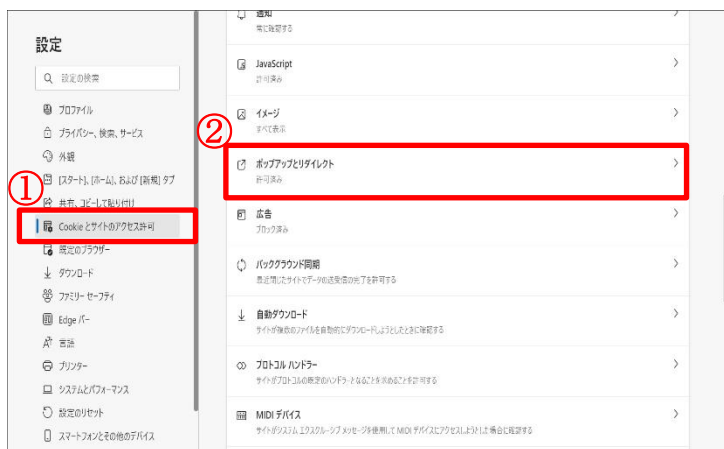 設定
設定の検索
プロファイル
プライバシー、検索、サービス
外観
①
[スタート]、[ホーム]、および [新規] タブ
共有、コピーして貼り付け
Cookie とサイトのアクセス許可
既定のブラウザー
ダウンロード
ファミリー セーフティ
Edge バー
言語
プリンター
システムとパフォーマンス
設定のリセット
スマートフォンとその他のデバイス
通知
常に確認する
JavaScript
許可済み
イメージ
すべて表示
②
ポップアップとリダイレクト
許可済み
広告
ブロック済み
バックグラウンド同期
最近閉じたサイトでデータの送受信の完了を許可する
自動ダウンロード
サイトが複数のファイルを自動的にダウンロードしようとしたときに確認する
プロトコル ハンドラー
サイトがプロトコルの既定のハンドラーとなることを求めることを許可する
MIDI デバイス
サイトがシステム エクスクルーシブ メッセージを使用して MIDI デバイスにアクセスしようとした場合に確認する